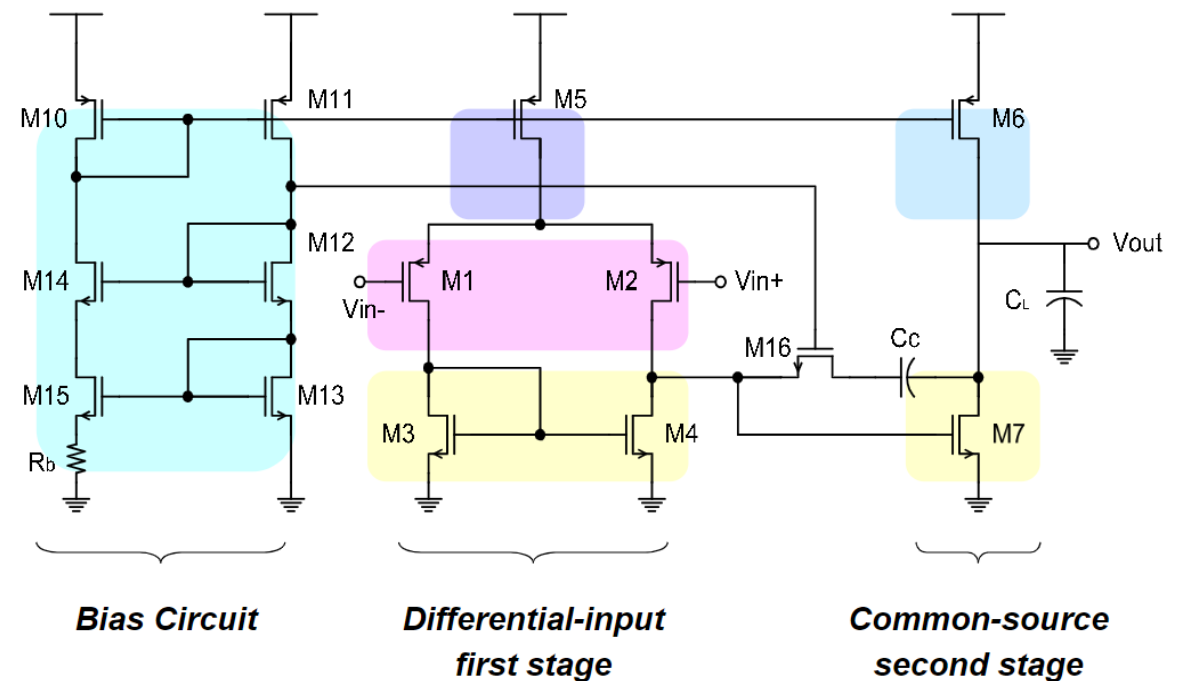 M10
M11
M5
M6
M14
M12
M1
M2
Vin-
Vin+
Vout
CL
M15
M13
Rb
M3
M4
M16
Cc
M7
Bias Circuit
Differential-input
first stage
Common-source
second stage